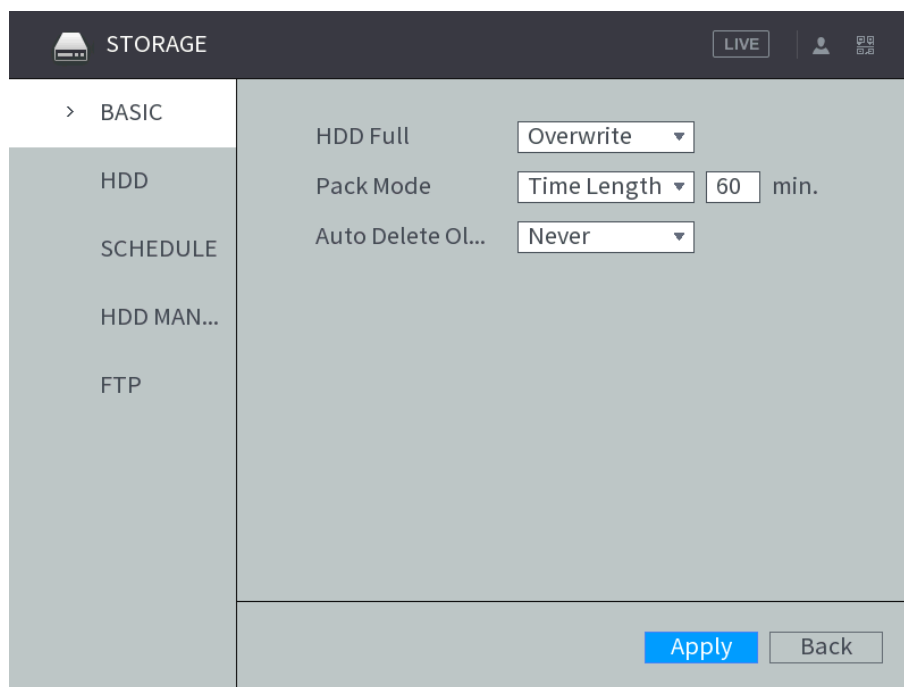 STORAGE
LIVE
BASIC
HDD
SCHEDULE
HDD MAN...
FTP
HDD Full Overwrite
Pack Mode Time Length 60 min.
Auto Delete Ol... Never
Apply Back